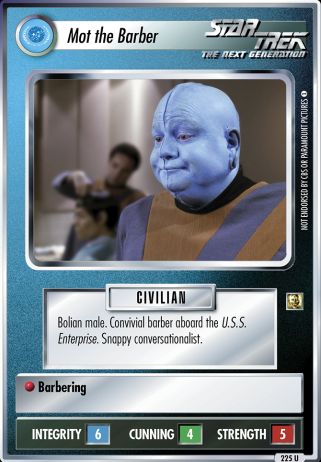 Mot the Barber
STAR TREK
THE NEXT GENERATION
NOT ENDORSED BY CBS OR PARAMOUNT PICTURES
CIVILIAN
Bolian male. Convivial barber aboard the U.S.S.
Enterprise. Snappy conversationalist.
Barbering
INTEGRITY 6 CUNNING 4 STRENGTH 5
225 U